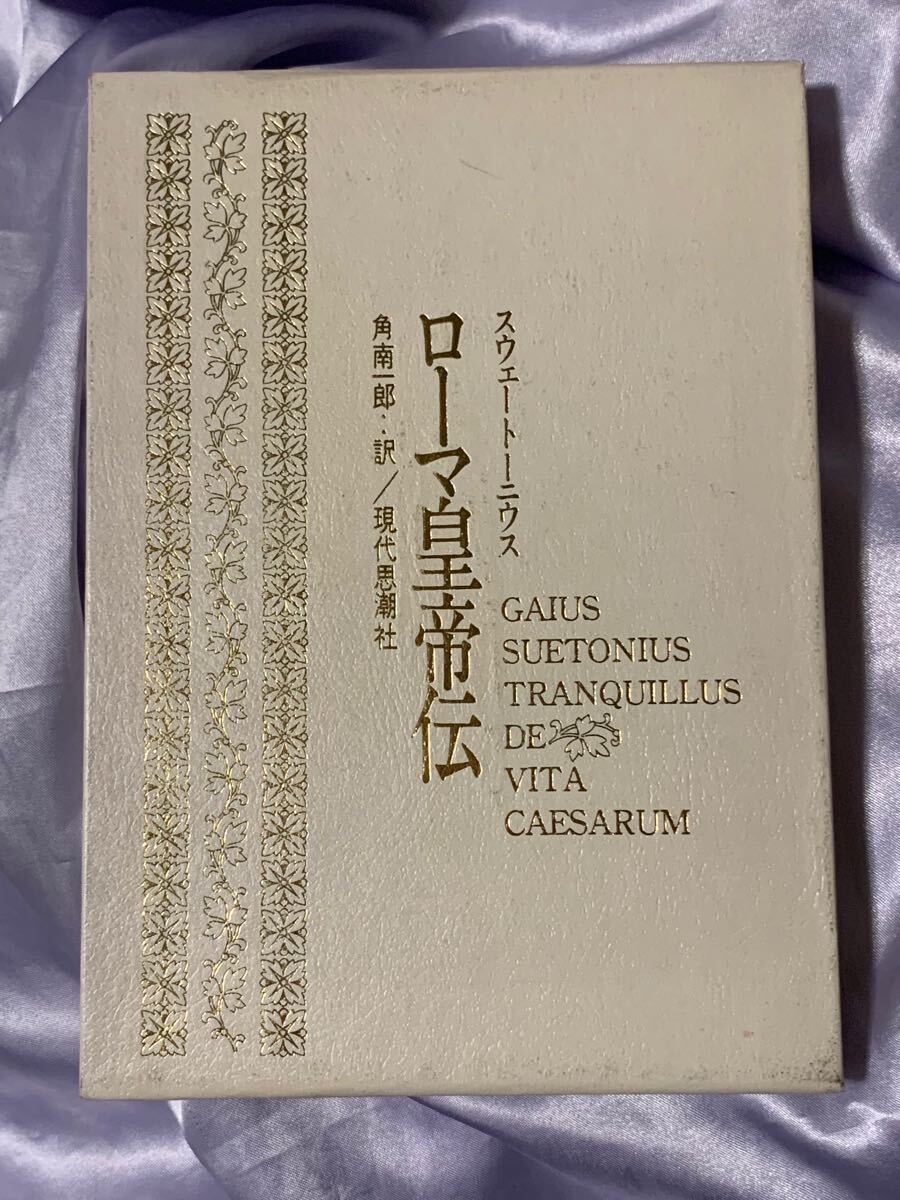 スウェートーニウス
ローマ皇帝伝
角南一郎・訳／現代思潮社
GAIUS
SUETONIUS
TRANQUILLUS
DE
VITA
CAESARUM